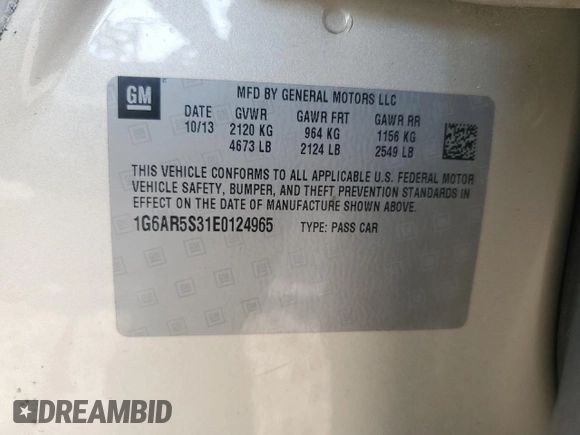 GM
MFD BY GENERAL MOTORS LLC
DATE GVWR GAWR FRT GAWR RR
10/13 2120 KG 964 KG 1156 KG
4673 LB 2124 LB 2549 LB
THIS VEHICLE CONFORMS TO ALL APPLICABLE U.S. FEDERAL MOTOR
VEHICLE SAFETY, BUMPER, AND THEFT PREVENTION STANDARDS IN
EFFECT ON THE DATE OF MANUFACTURE SHOWN ABOVE.
1G6AR5S31E0124965 TYPE: PASS CAR
DREAMBID